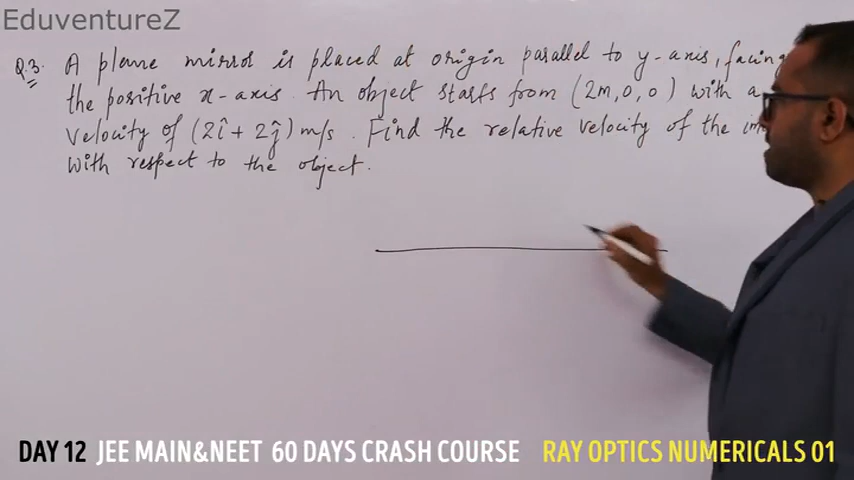 EduventureZ
Q.3. A plane mirror is placed at origin parallel to y-axis, facing
the positive x-axis. An object starts from (2m, 0, 0) with a
velocity of (2î + 2ĵ) m/s. Find the relative velocity of the
with respect to the object.
DAY 12 JEE MAIN&NEET 60 DAYS CRASH COURSE RAY OPTICS NUMERICALS 01